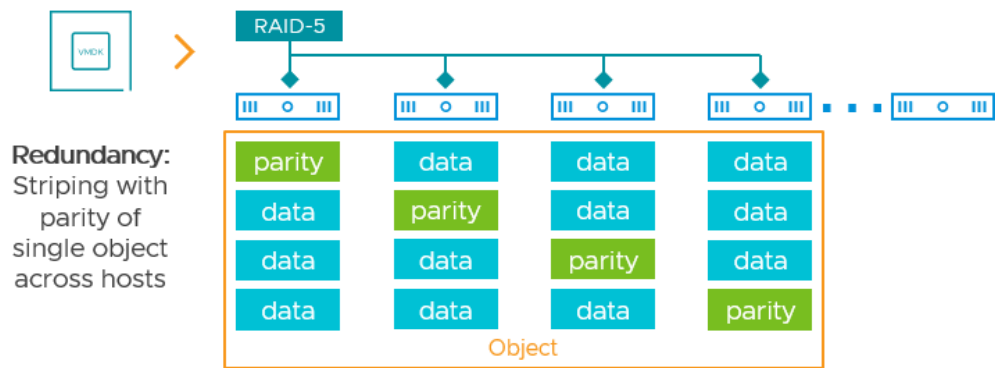 VMDK
RAID-5
Redundancy:
Striping with
parity of
single object
across hosts
parity data data data
data parity data data
data data parity data
data data data parity
Object